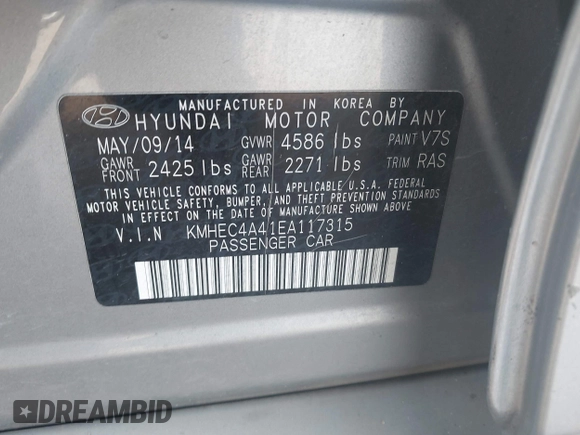 MANUFACTURED IN KOREA BY
HYUNDAI MOTOR COMPANY
MAY/09/14 GVWR 4586 lbs PAINT V7S
GAWR FRONT 2425 lbs GAWR REAR 2271 lbs TRIM RAS
THIS VEHICLE CONFORMS TO ALL APPLICABLE U.S.A. FEDERAL
MOTOR VEHICLE SAFETY, BUMPER, AND THEFT PREVENTION STANDARDS
IN EFFECT ON THE DATE OF MANUFACTURE SHOWN ABOVE
V.I.N KMHEC4A41EA117315
PASSENGER CAR
DREAMBID